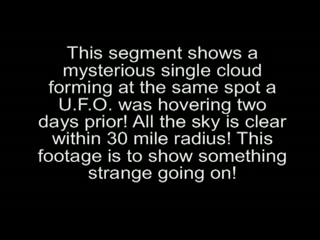 This segment shows a
mysterious single cloud
forming at the same spot a
U.F.O. was hovering two
days prior! All the sky is clear
within 30 mile radius! This
footage is to show something
strange going on!